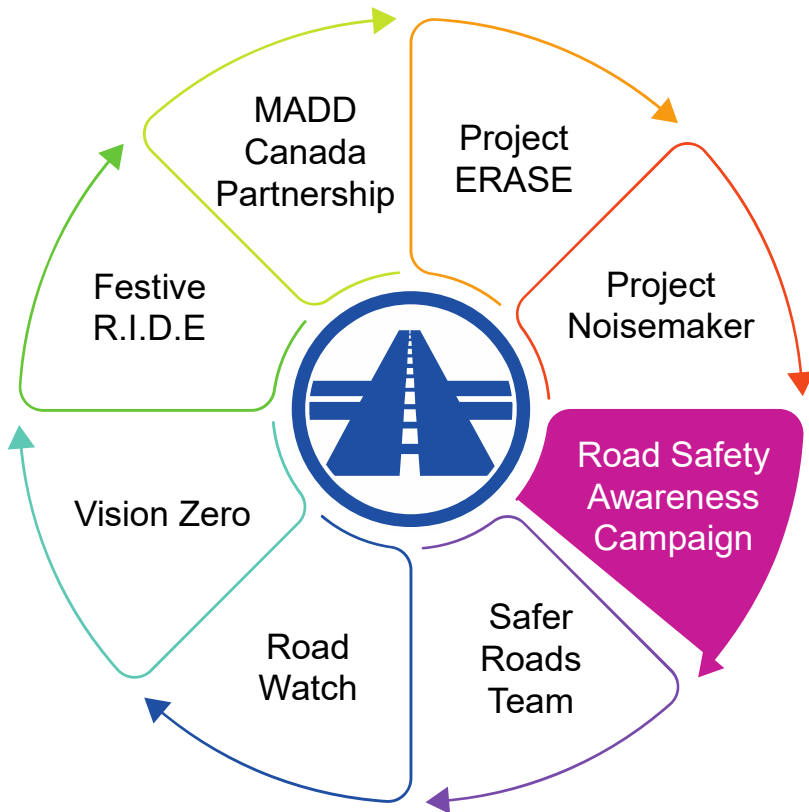 MADD
Canada
Partnership
Project
ERASE
Project
Noisemaker
Road Safety
Awareness
Campaign
Safer
Roads
Team
Road
Watch
Vision Zero
Festive
R.I.D.E